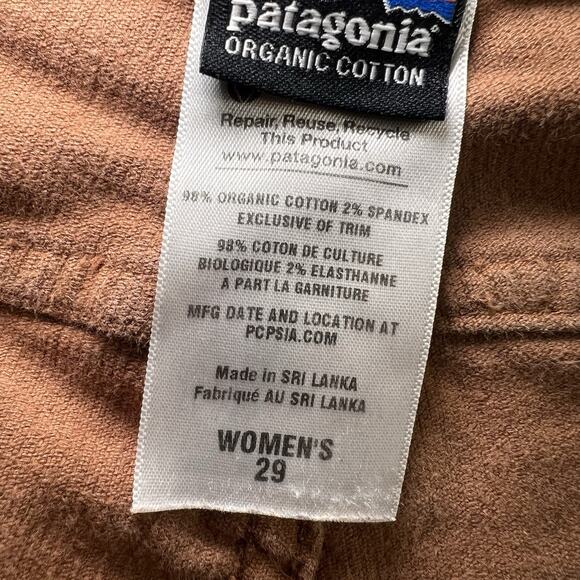 patagonia®
ORGANIC COTTON
Repair, Reuse, Recycle
This Product
www.patagonia.com
98% ORGANIC COTTON 2% SPANDEX
EXCLUSIVE OF TRIM
98% COTON DE CULTURE
BIOLOGIQUE 2% ELASTHANNE
A PART LA GARNITURE
MFG DATE AND LOCATION AT
PCPSIA.COM
Made in SRI LANKA
Fabriqué AU SRI LANKA
WOMEN'S
29